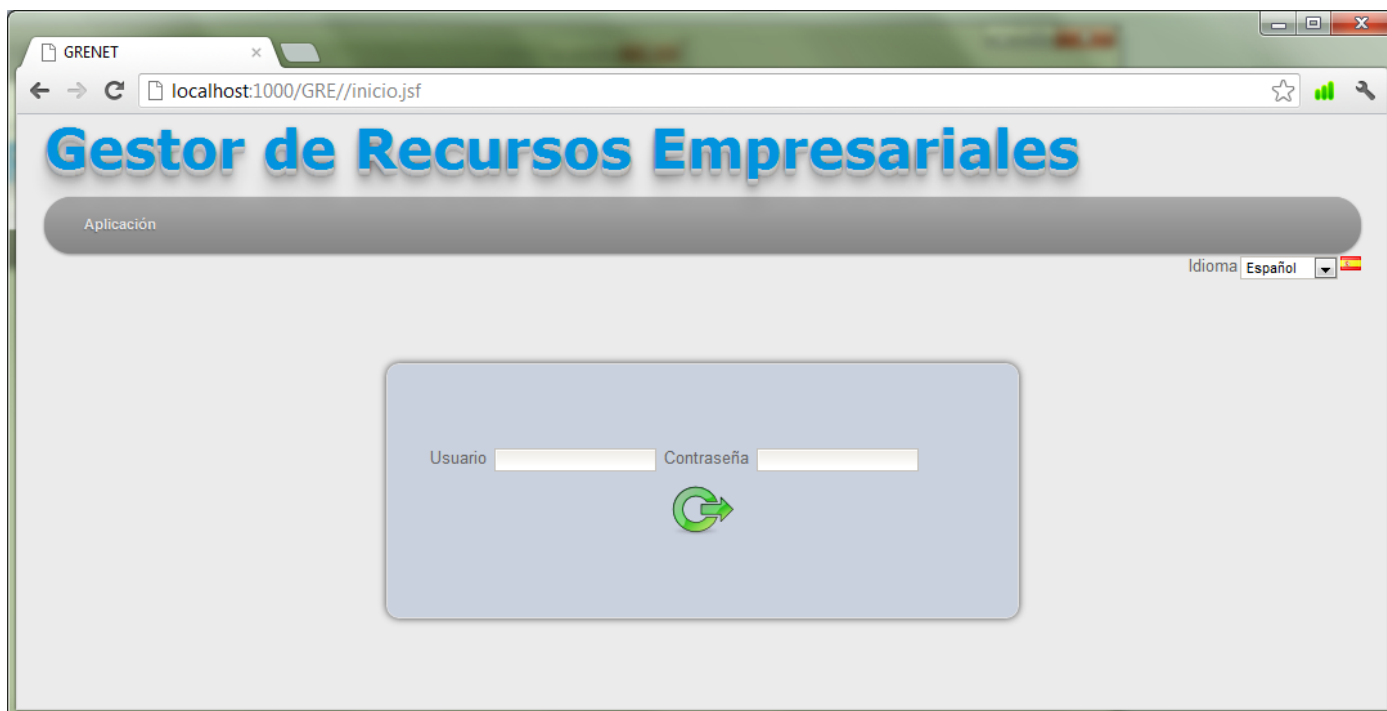 GRENET
localhost:1000/GRE//inicio.jsf
Gestor de Recursos Empresariales
Aplicación
Idioma Español
Usuario Contraseña